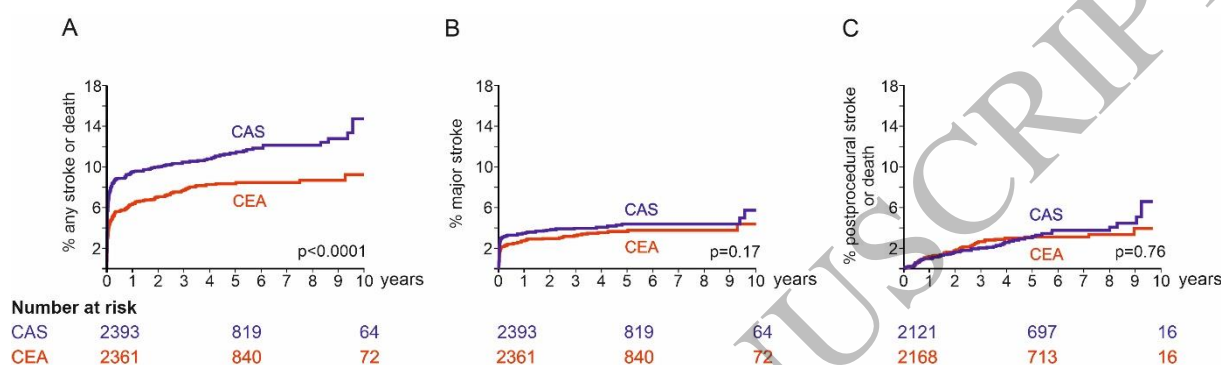 A
% any stroke or death
18
14
10
6
2
CAS
CEA
p<0.0001
0 1 2 3 4 5 6 7 8 9 10 years
B
% major stroke
18
14
10
6
2
CAS
CEA
p=0.17
0 1 2 3 4 5 6 7 8 9 10 years
C
% postprocedural stroke
or death
18
14
10
6
2
CAS
CEA
p=0.76
0 1 2 3 4 5 6 7 8 9 10 years
Number at risk
CAS 2393 819 64 2393 819 64 2121 697 16
CEA 2361 840 72 2361 840 72 2168 713 16
USCRIPT